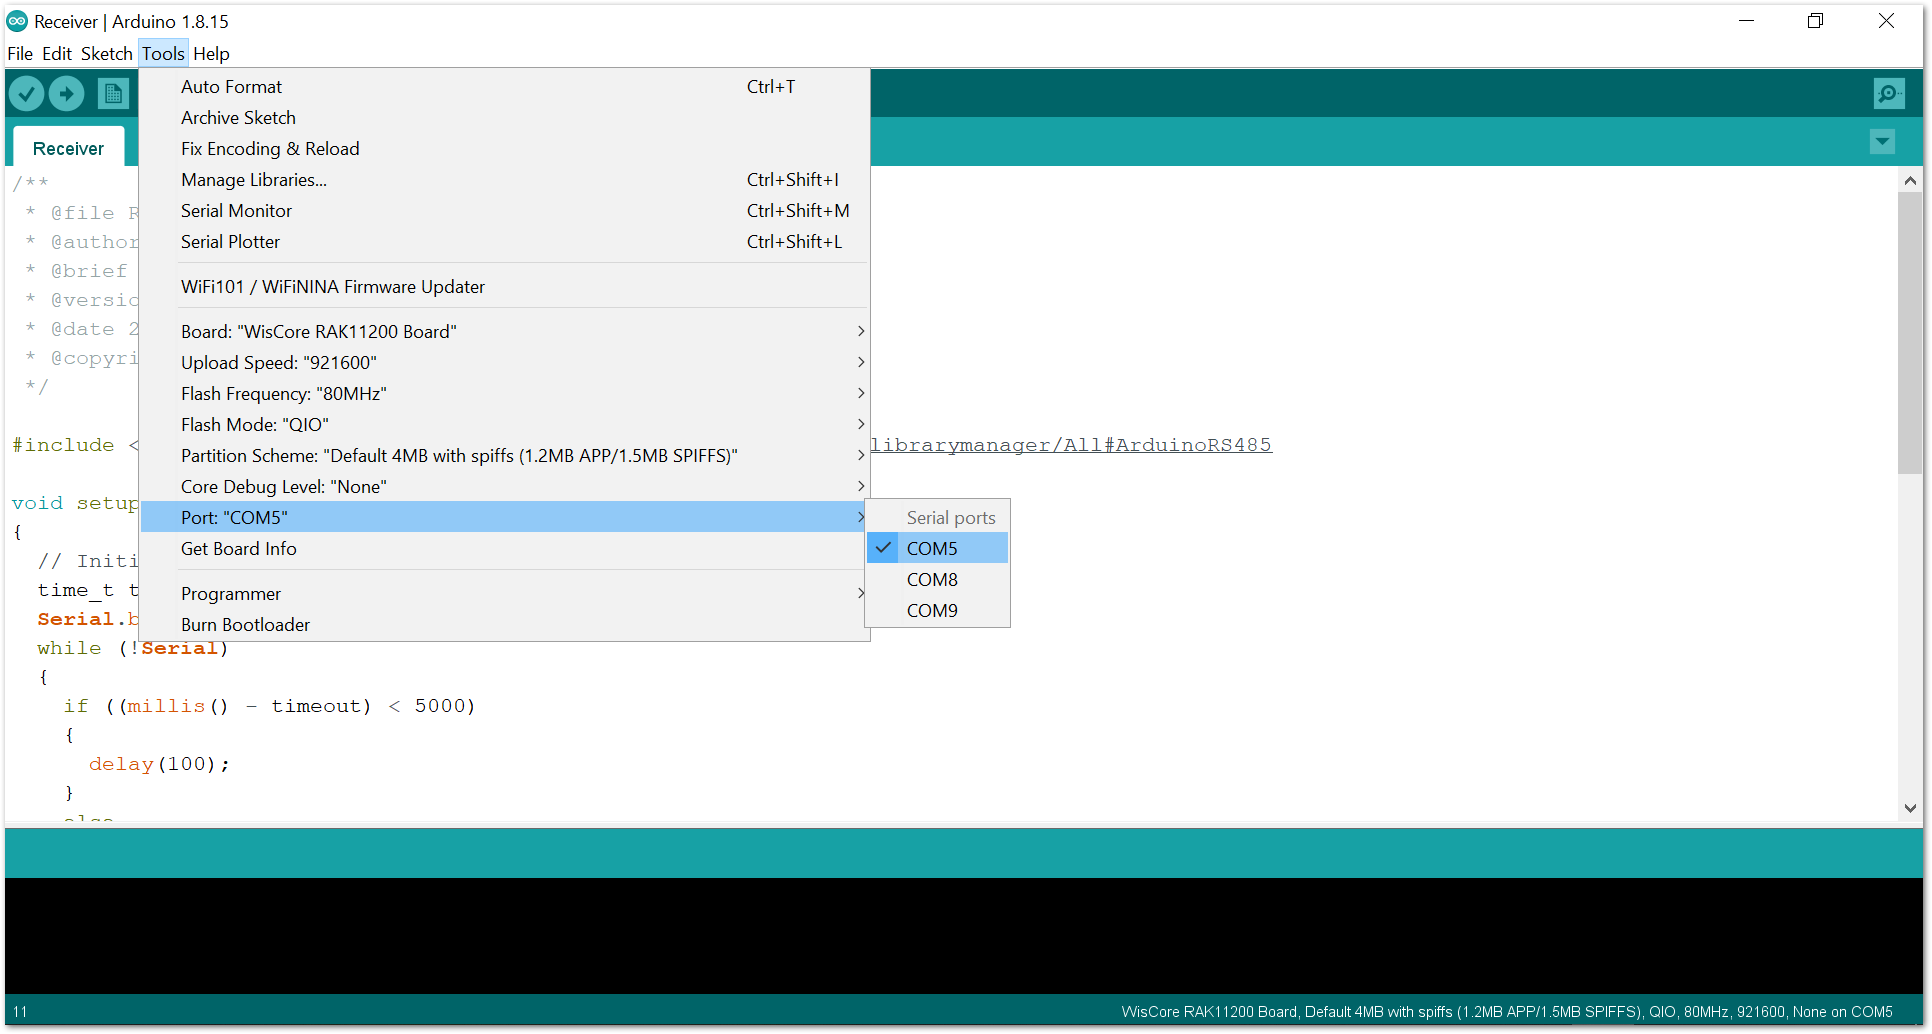 Receiver | Arduino 1.8.15
File Edit Sketch Tools Help
Auto Format Ctrl+T
Archive Sketch
Fix Encoding & Reload
Manage Libraries... Ctrl+Shift+I
Serial Monitor Ctrl+Shift+M
Serial Plotter Ctrl+Shift+L
WiFi101 / WiFiNINA Firmware Updater
Board: "WisCore RAK11200 Board"
Upload Speed: "921600"
Flash Frequency: "80MHz"
Flash Mode: "QIO"
Partition Scheme: "Default 4MB with spiffs (1.2MB APP/1.5MB SPIFFS)"
Core Debug Level: "None"
Port: "COM5"
Get Board Info
Programmer
Burn Bootloader
Serial ports
COM5
COM8
COM9
Receiver
/**
* @file R
* @author
* @brief
* @versio
* @date 2
* @copyri
*/
#include < librarymanager/All#ArduinoRS485
void setup
{
// Initi
time_t t
Serial.b
while (!Serial)
{
if ((millis() - timeout) < 5000)
{
delay(100);
}
else
11
WisCore RAK11200 Board, Default 4MB with spiffs (1.2MB APP/1.5MB SPIFFS), QIO, 80MHz, 921600, None on COM5